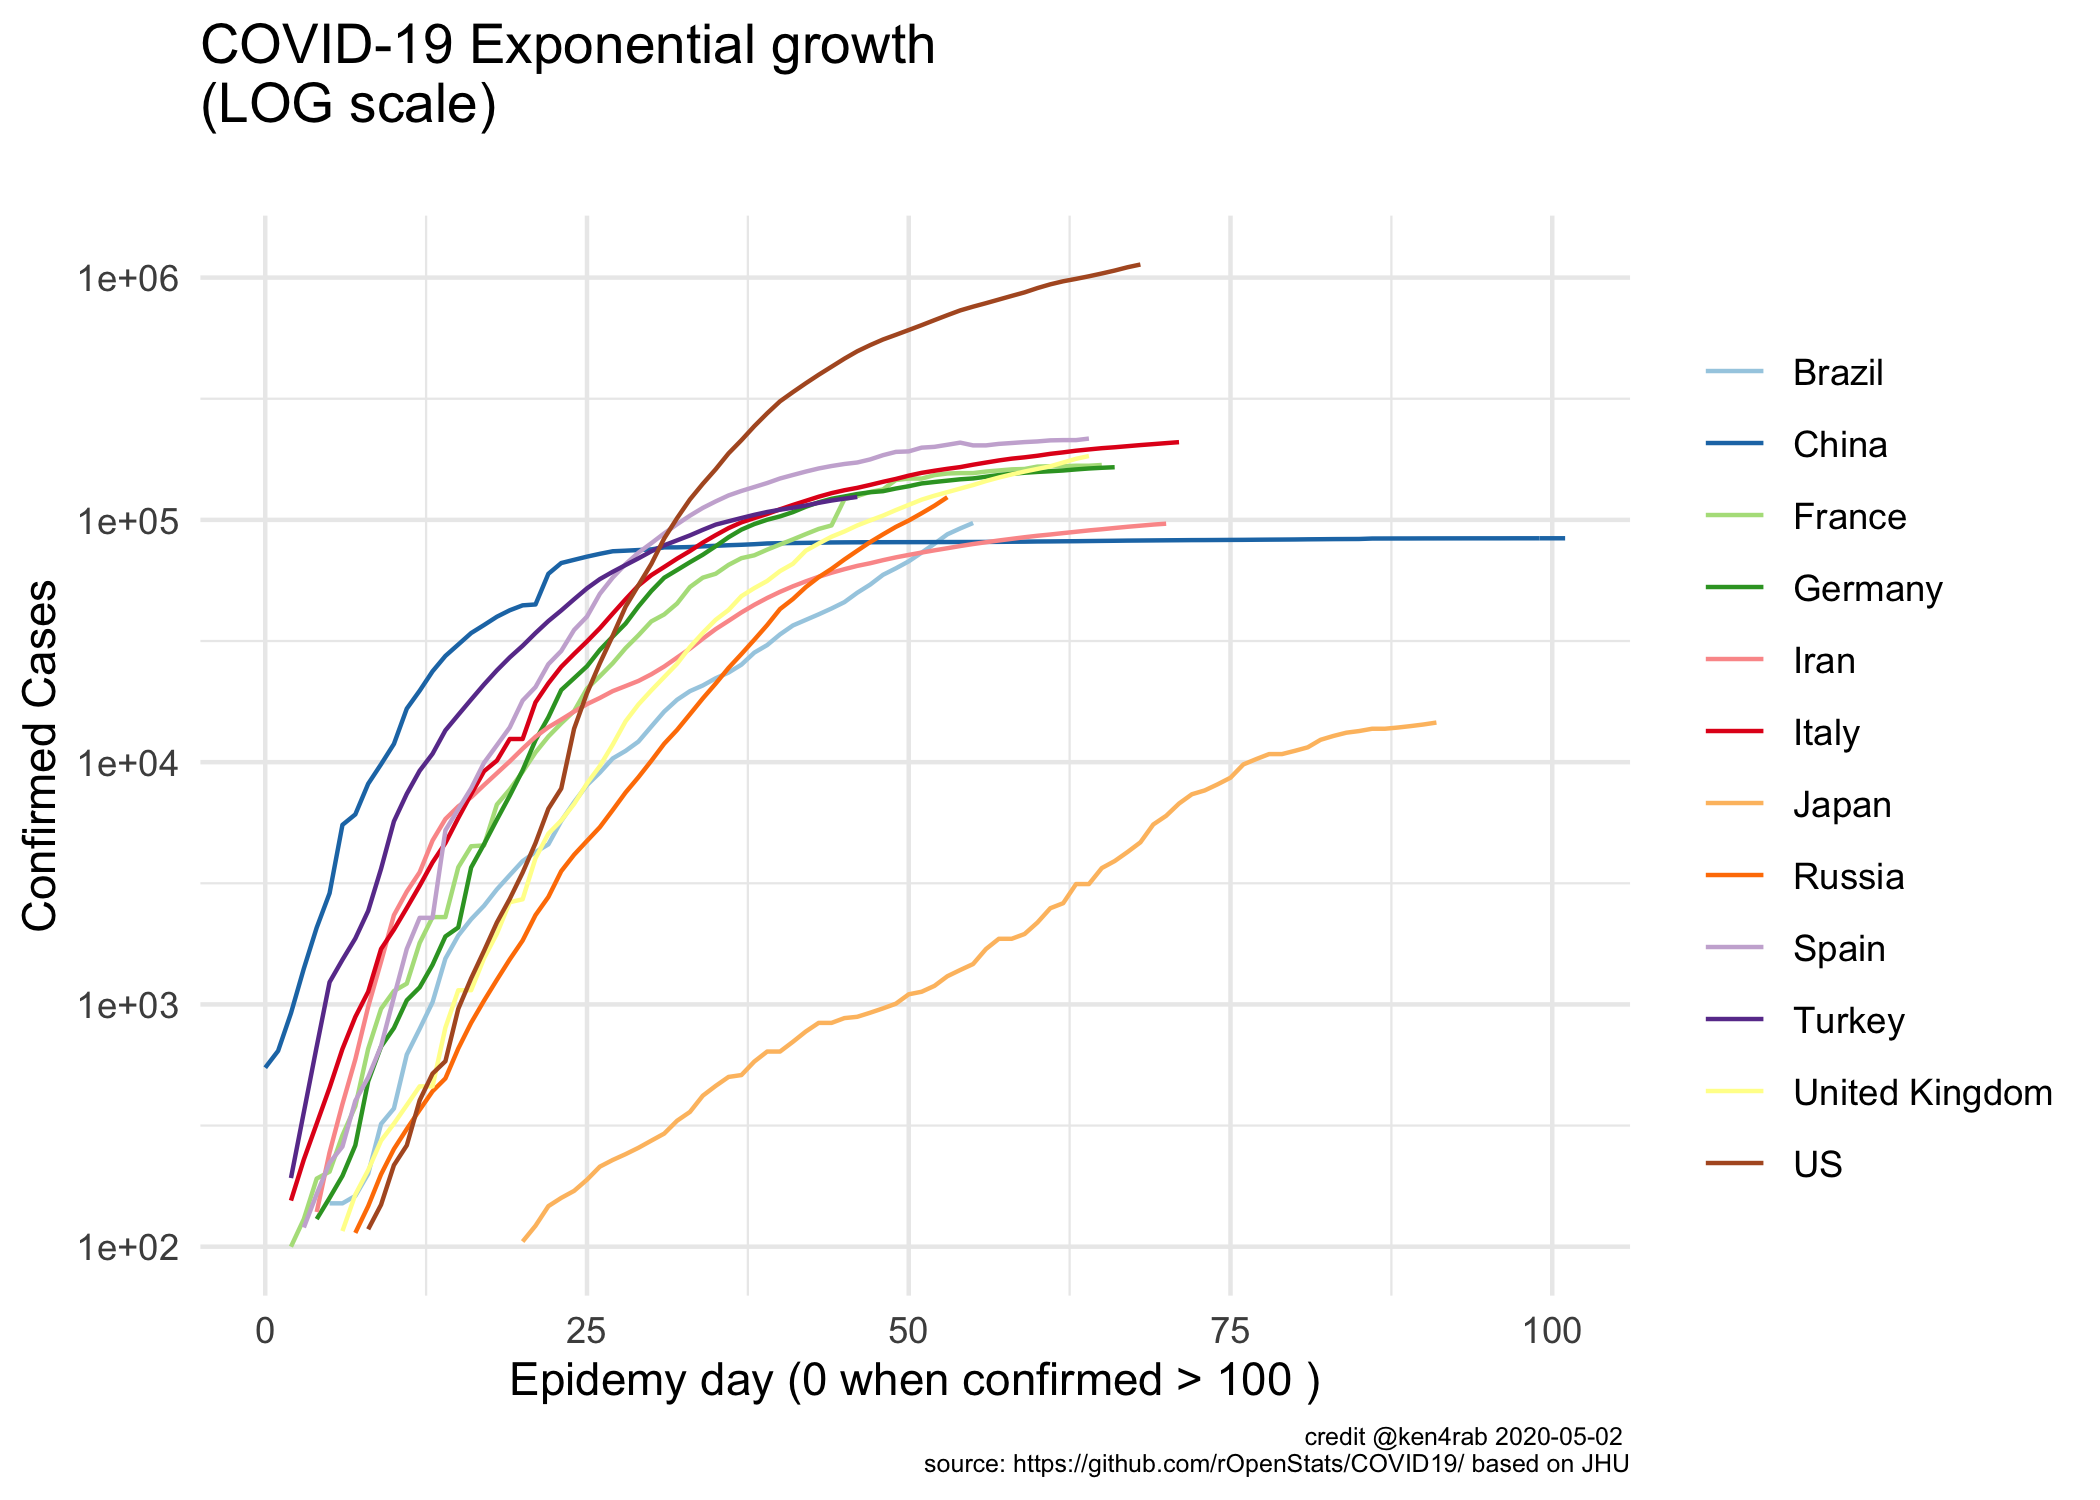 COVID-19 Exponential growth
(LOG scale)
1e+06
1e+05
1e+04
1e+03
1e+02
Confirmed Cases
0
25
50
75
100
Epidemy day (0 when confirmed > 100 )
Brazil
China
France
Germany
Iran
Italy
Japan
Russia
Spain
Turkey
United Kingdom
US
credit @ken4rab 2020-05-02
source: https://github.com/rOpenStats/COVID19/ based on JHU